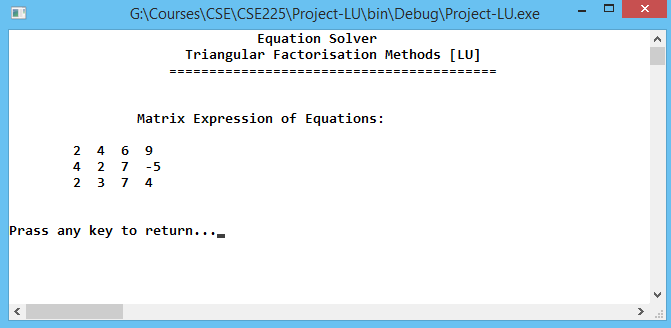 G:\Courses\CSE\CSE225\Project-LU\bin\Debug\Project-LU.exe
Equation Solver
Triangular Factorisation Methods [LU]
=========================================
Matrix Expression of Equations:
2 4 6 9
4 2 7 -5
2 3 7 4
Prass any key to return...